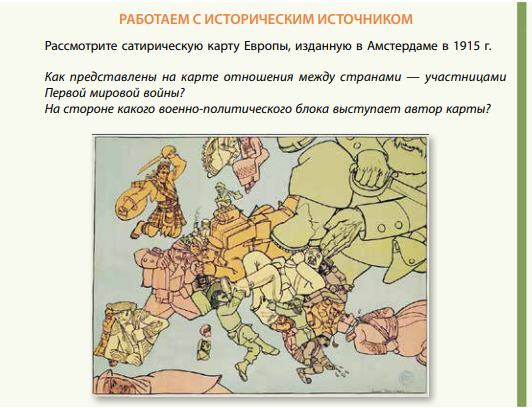 РАБОТАЕМ С ИСТОРИЧЕСКИМ ИСТОЧНИКОМ
Рассмотрите сатирическую карту Европы, изданную в Амстердаме в 1915 г.
Как представлены на карте отношения между странами — участницами
Первой мировой войны?
На стороне какого военно-политического блока выступает автор карты?